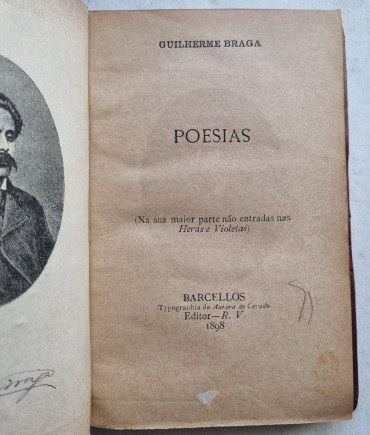 GUILHERME BRAGA
POESIAS
(Na sua maior parte não entradas nas
Heras e Violetas)
BARCELLOS
Typographia da Aurora do Cavado
Editor—R. V.
1898